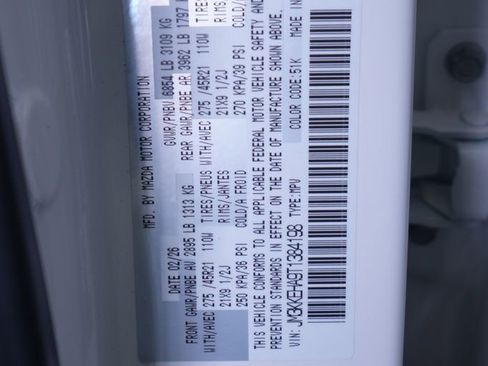 MFD. BY MAZDA MOTOR CORPORATION
DATE 02/26
GVWR/PNBV 6854 LB 3109 KG
FRONT GAWR/PNBE AV 2895 LB 1313 KG
REAR GAWR/PNBE AR 3962 LB 1797 KG
WITH/AVEC 275 /45R21 110W TIRES/PNEUS WITH/AVEC 275 /45R21 110W TIRES
21X9 1/2J RIMS/JANTES 21X9 1/2J RIMS/
250 KPA/36 PSI COLD/A FROID 270 KPA/39 PSI COLD/
THIS VEHICLE CONFORMS TO ALL APPLICABLE FEDERAL MOTOR VEHICLE SAFETY AND
PREVENTION STANDARDS IN EFFECT ON THE DATE OF MANUFACTURE SHOWN ABOVE.
VIN: JM3KKEHA9T1384198 TYPE:MPV COLOR CODE:51K
MADE IN